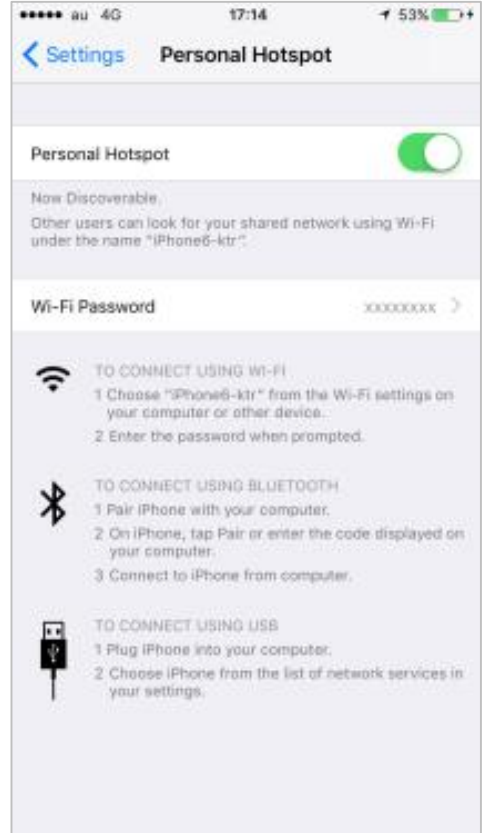 au 4G 17:14 53%
Settings Personal Hotspot
Personal Hotspot
Now Discoverable.
Other users can look for your shared network using Wi-Fi
under the name "iPhone6-ktr".
Wi-Fi Password xxxxxxxx
TO CONNECT USING WI-FI
1 Choose "iPhone6-ktr" from the Wi-Fi settings on
your computer or other device.
2 Enter the password when prompted.
TO CONNECT USING BLUETOOTH
1 Pair iPhone with your computer.
2 On iPhone, tap Pair or enter the code displayed on
your computer.
3 Connect to iPhone from computer.
TO CONNECT USING USB
1 Plug iPhone into your computer.
2 Choose iPhone from the list of network services in
your settings.